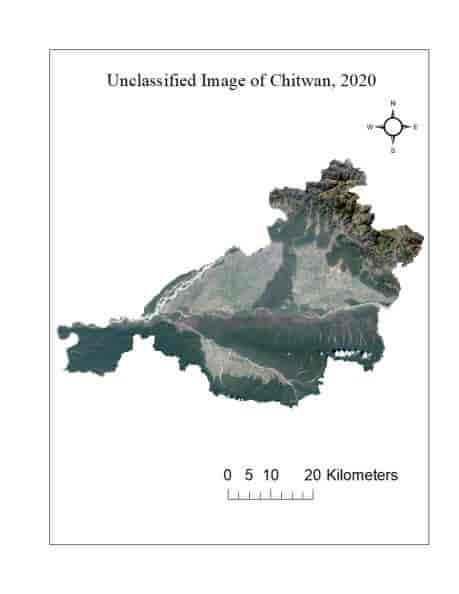 Unclassified Image of Chitwan, 2020
N
W E
S
0 5 10 20 Kilometers